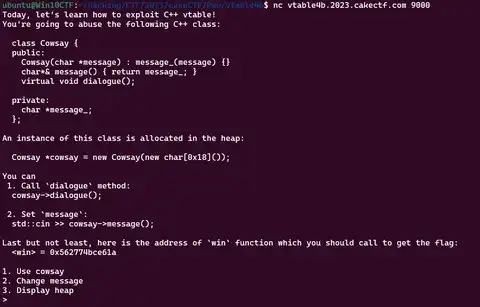 ubuntu@Win10CTF:~/Hacking/CTF/2023/CakeCTF/Pwn/vtable4b$ nc vtable4b.2023.cakectf.com 9000
Today, let's learn how to exploit C++ vtable!
You're going to abuse the following C++ class:
class Cowsay {
public:
Cowsay(char *message) : message_(message) {}
char*& message() { return message_; }
virtual void dialogue();
private:
char *message_;
};
An instance of this class is allocated in the heap:
Cowsay *cowsay = new Cowsay(new char[0x18]());
You can
1. Call `dialogue` method:
cowsay->dialogue();
2. Set `message`:
std::cin >> cowsay->message();
Last but not least, here is the address of `win` function which you should call to get the flag:
<win> = 0x562774bce61a
1. Use cowsay
2. Change message
3. Display heap
>